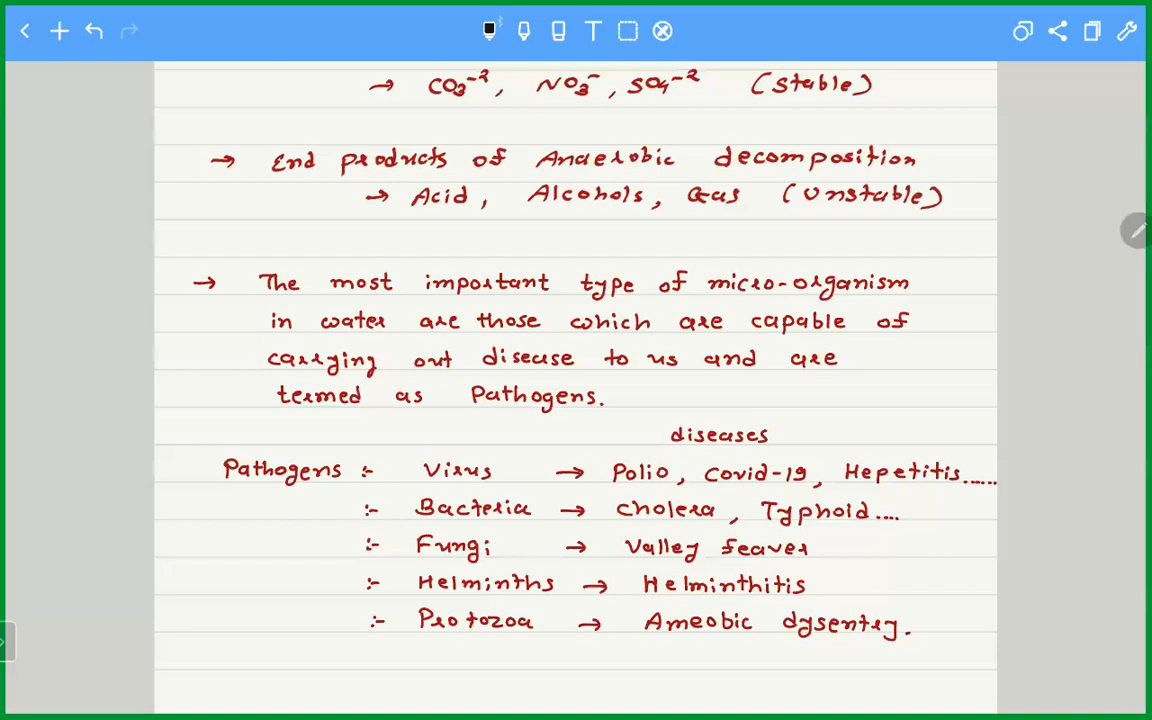 → CO3⁻², NO3⁻, SO4⁻² (Stable)
→ End products of Anaerobic decomposition
→ Acid, Alcohols, Gas (Unstable)
→ The most important type of micro-organism
in water are those which are capable of
carrying out disease to us and are
termed as Pathogens.
diseases
Pathogens :- Virus → Polio, Covid-19, Hepetitis......
:- Bacteria → Cholera, Typhoid....
:- Fungi → Valley feaver
:- Helminths → Helminthitis
:- Protozoa → Ameobic dysentry.